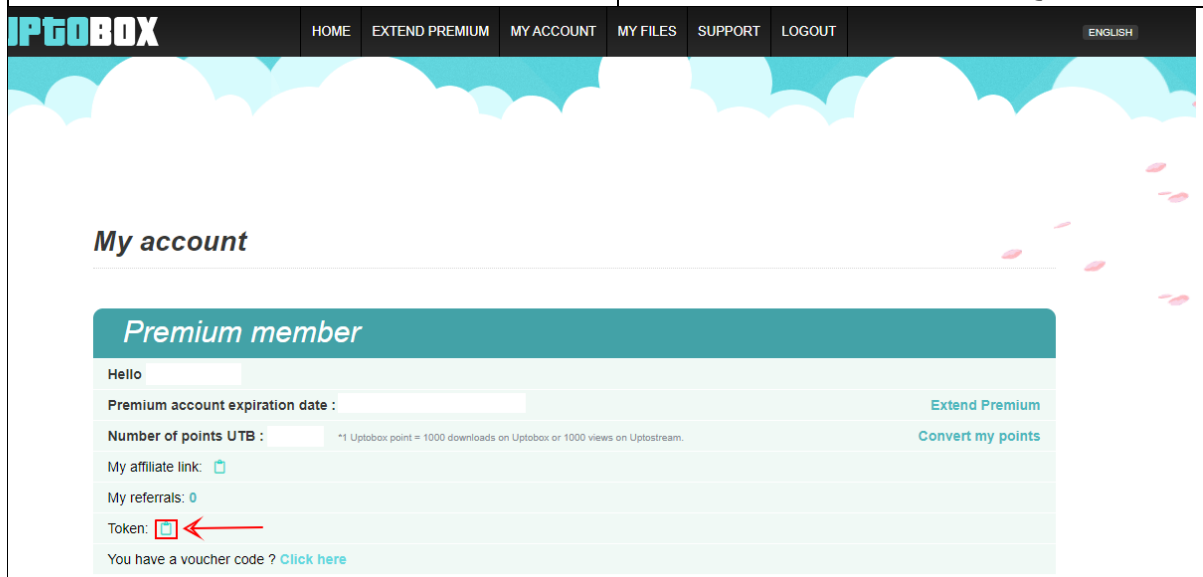 UPTOBOX HOME EXTEND PREMIUM MY ACCOUNT MY FILES SUPPORT LOGOUT ENGLISH
My account
Premium member
Hello
Premium account expiration date : Extend Premium
Number of points UTB : *1 Uptobox point = 1000 downloads on Uptobox or 1000 views on Uptostream. Convert my points
My affiliate link:
My referrals: 0
Token:
You have a voucher code ? Click here